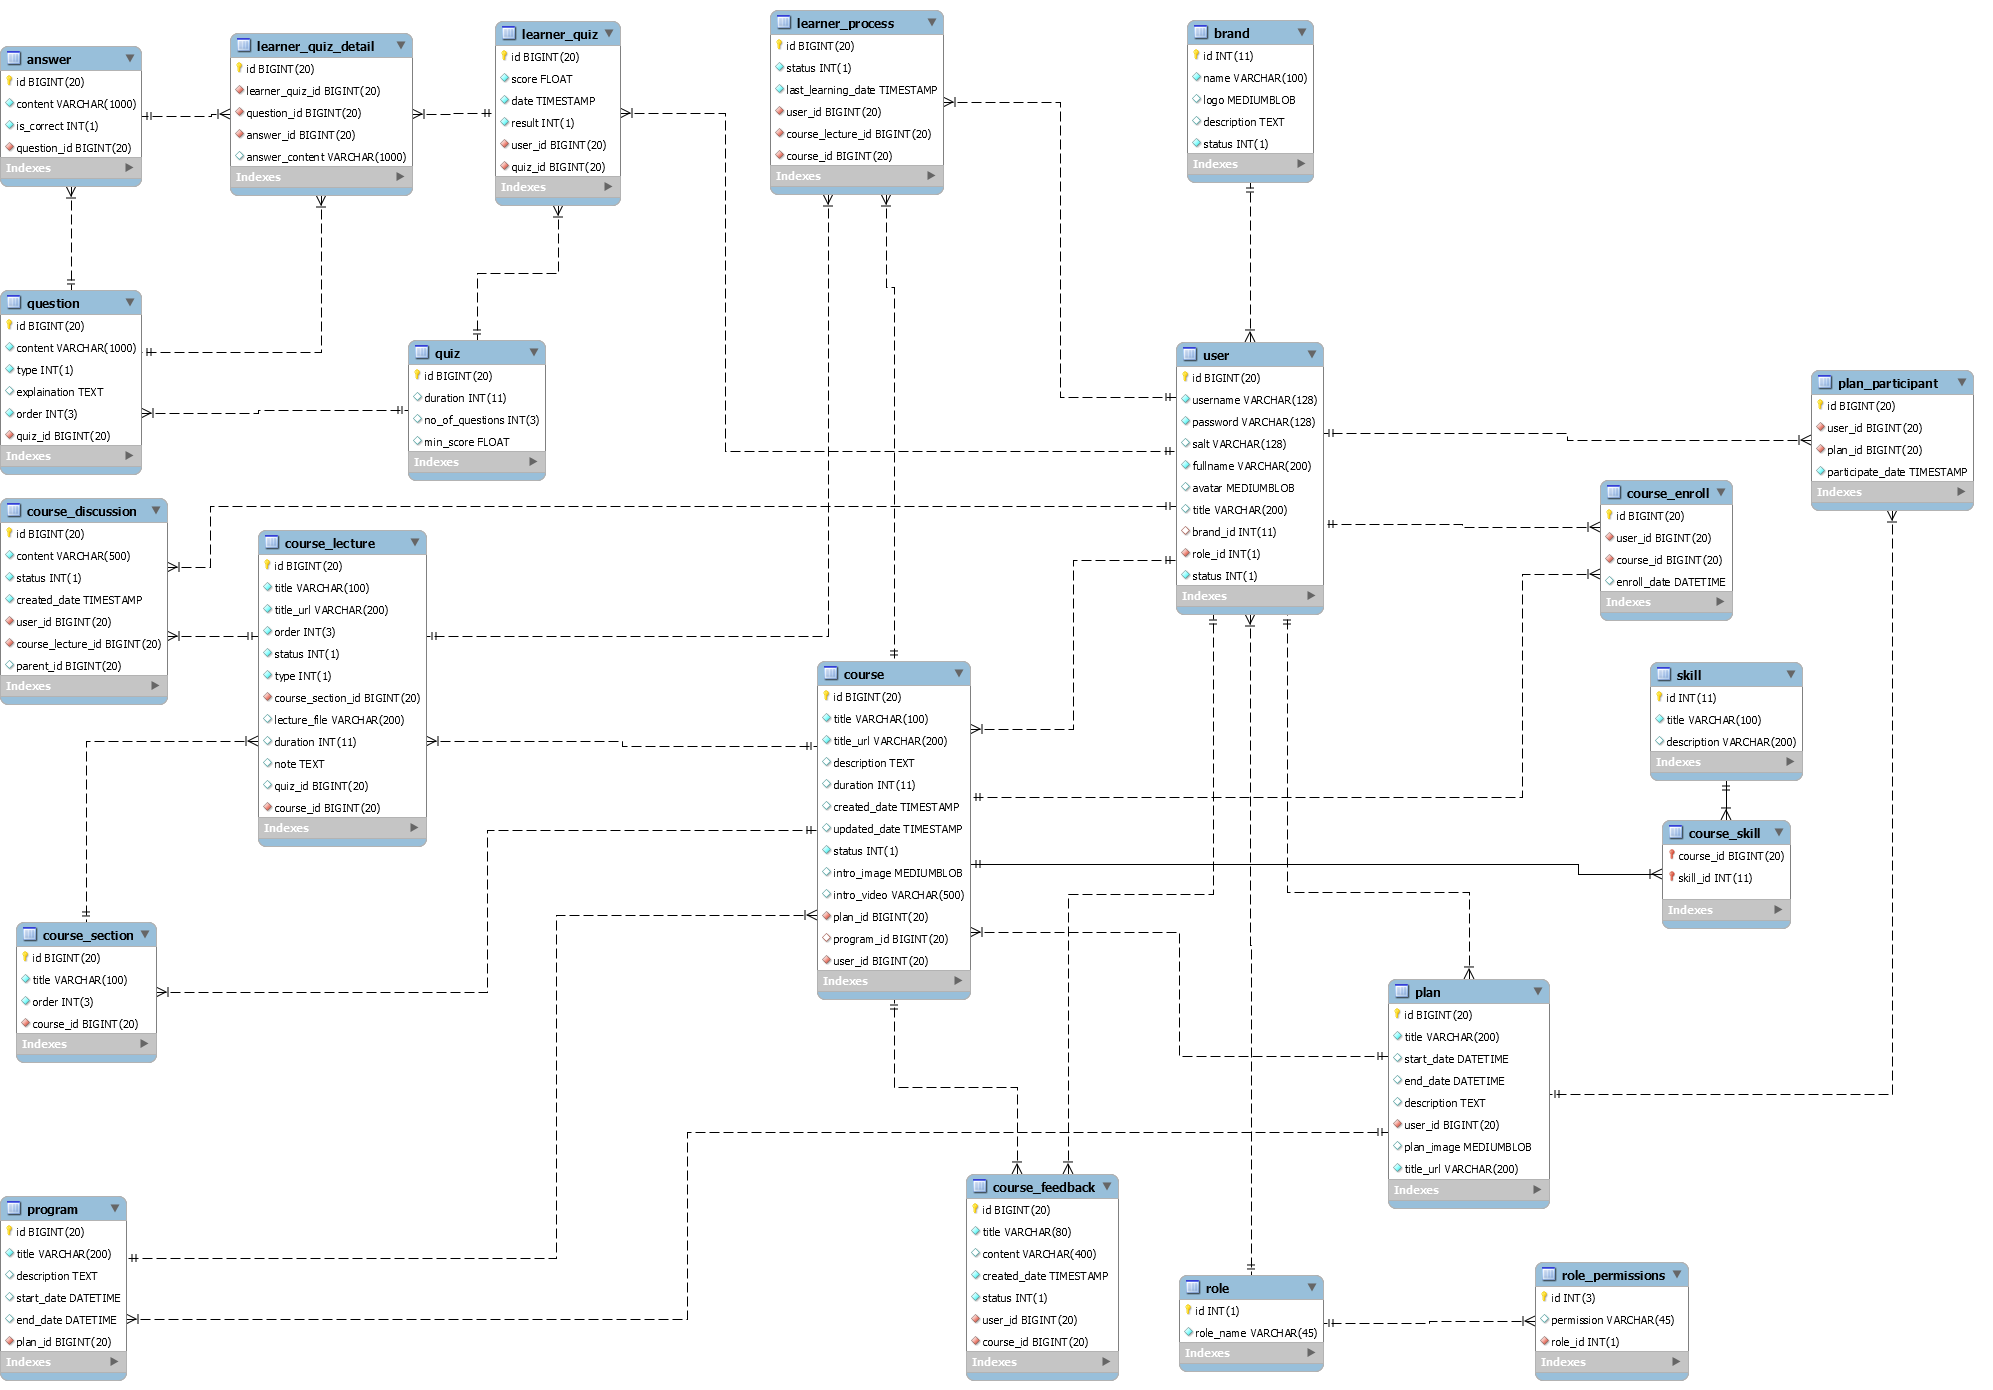 answer
id BIGINT(20)
content VARCHAR(1000)
is_correct INT(1)
question_id BIGINT(20)
Indexes
learner_quiz_detail
id BIGINT(20)
learner_quiz_id BIGINT(20)
question_id BIGINT(20)
answer_id BIGINT(20)
answer_content VARCHAR(1000)
Indexes
learner_quiz
id BIGINT(20)
score FLOAT
date TIMESTAMP
result INT(1)
user_id BIGINT(20)
quiz_id BIGINT(20)
Indexes
learner_process
id BIGINT(20)
status INT(1)
last_learning_date TIMESTAMP
user_id BIGINT(20)
course_lecture_id BIGINT(20)
course_id BIGINT(20)
Indexes
brand
id INT(11)
name VARCHAR(100)
logo MEDIUMBLOB
description TEXT
status INT(1)
Indexes
question
id BIGINT(20)
content VARCHAR(1000)
type INT(1)
explaination TEXT
order INT(3)
quiz_id BIGINT(20)
Indexes
quiz
id BIGINT(20)
duration INT(11)
no_of_questions INT(3)
min_score FLOAT
Indexes
user
id BIGINT(20)
username VARCHAR(128)
password VARCHAR(128)
salt VARCHAR(128)
fullname VARCHAR(200)
avatar MEDIUMBLOB
title VARCHAR(200)
brand_id INT(11)
role_id INT(1)
status INT(1)
Indexes
plan_participant
id BIGINT(20)
user_id BIGINT(20)
plan_id BIGINT(20)
participate_date TIMESTAMP
Indexes
course_enroll
id BIGINT(20)
user_id BIGINT(20)
course_id BIGINT(20)
enroll_date DATETIME
Indexes
course_discussion
id BIGINT(20)
content VARCHAR(500)
status INT(1)
created_date TIMESTAMP
user_id BIGINT(20)
course_lecture_id BIGINT(20)
parent_id BIGINT(20)
Indexes
course_lecture
id BIGINT(20)
title VARCHAR(100)
title_url VARCHAR(200)
order INT(3)
status INT(1)
type INT(1)
course_section_id BIGINT(20)
lecture_file VARCHAR(200)
duration INT(11)
note TEXT
quiz_id BIGINT(20)
course_id BIGINT(20)
Indexes
course
id BIGINT(20)
title VARCHAR(100)
title_url VARCHAR(200)
description TEXT
duration INT(11)
created_date TIMESTAMP
updated_date TIMESTAMP
status INT(1)
intro_image MEDIUMBLOB
intro_video VARCHAR(500)
plan_id BIGINT(20)
program_id BIGINT(20)
user_id BIGINT(20)
Indexes
skill
id INT(11)
title VARCHAR(100)
description VARCHAR(200)
Indexes
course_skill
course_id BIGINT(20)
skill_id INT(11)
Indexes
course_section
id BIGINT(20)
title VARCHAR(100)
order INT(3)
course_id BIGINT(20)
Indexes
plan
id BIGINT(20)
title VARCHAR(200)
start_date DATETIME
end_date DATETIME
description TEXT
user_id BIGINT(20)
plan_image MEDIUMBLOB
title_url VARCHAR(200)
Indexes
program
id BIGINT(20)
title VARCHAR(200)
description TEXT
start_date DATETIME
end_date DATETIME
plan_id BIGINT(20)
Indexes
course_feedback
id BIGINT(20)
title VARCHAR(80)
content VARCHAR(400)
created_date TIMESTAMP
status INT(1)
user_id BIGINT(20)
course_id BIGINT(20)
Indexes
role
id INT(1)
role_name VARCHAR(45)
Indexes
role_permissions
id INT(3)
permission VARCHAR(45)
role_id INT(1)
Indexes